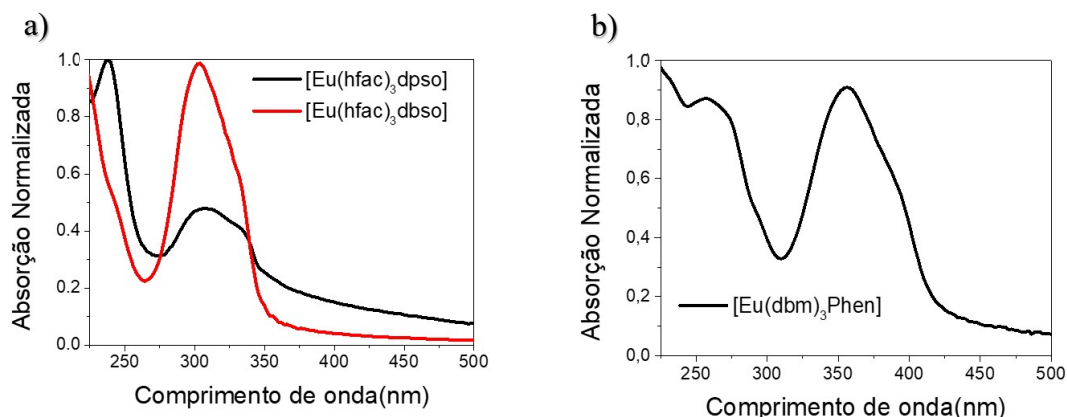 a)
Absorção Normalizada
1.0
0.8
0.6
0.4
0.2
0.0
[Eu(hfac)3dpso]
[Eu(hfac)3dbso]
250 300 350 400 450 500
Comprimento de onda(nm)
b)
Absorção Normalizada
1,0
0,8
0,6
0,4
0,2
0,0
[Eu(dbm)3Phen]
250 300 350 400 450 500
Comprimento de onda(nm)